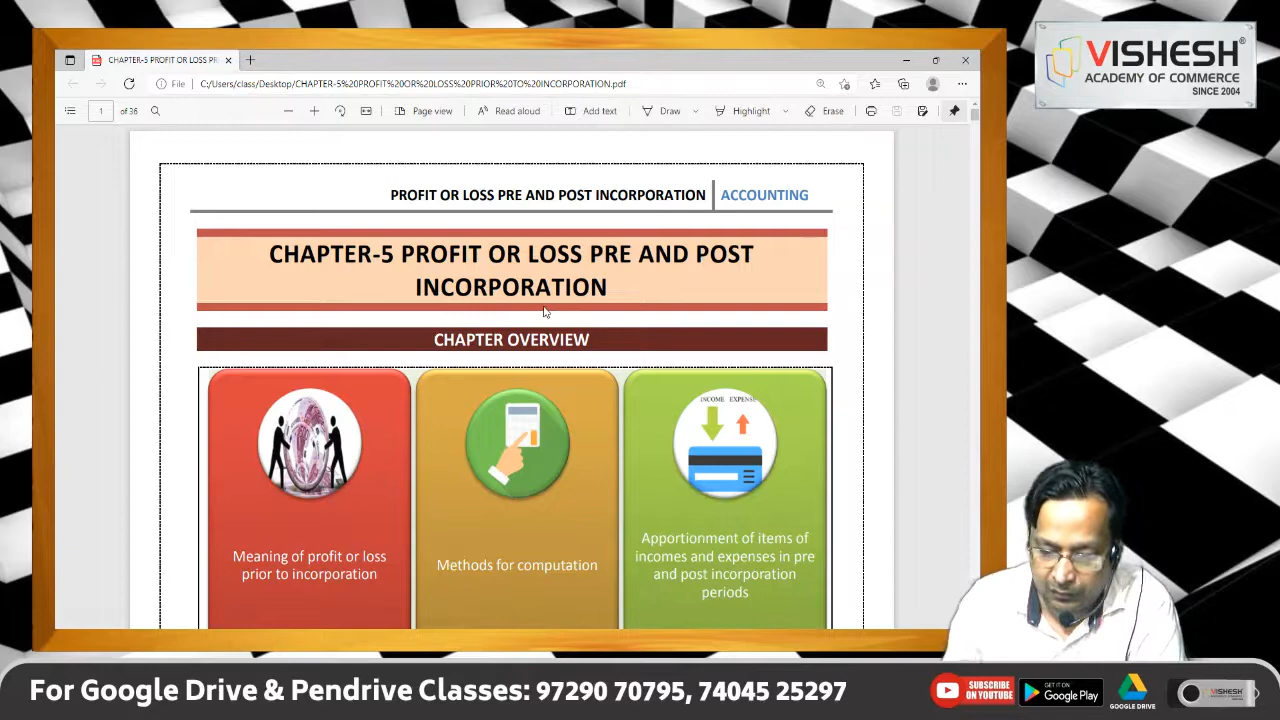 CHAPTER-5 PROFIT OR LOSS PR
File
C:/Users/class/Desktop/CHAPTER-5%20PROFIT%20OR%20LOSS%20PRIOR%20TO%20INCORPORATION.pdf
1 of 36
Page view
Read aloud
Add text
Draw
Highlight
Erase
VISHESH®
ACADEMY OF COMMERCE
SINCE 2004
PROFIT OR LOSS PRE AND POST INCORPORATION ACCOUNTING
CHAPTER-5 PROFIT OR LOSS PRE AND POST
INCORPORATION
CHAPTER OVERVIEW
INCOME EXPENSE
Meaning of profit or loss
prior to incorporation
Methods for computation
Apportionment of items of
incomes and expenses in pre
and post incorporation
periods
For Google Drive & Pendrive Classes: 97290 70795, 74045 25297
SUBSCRIBE
ON YOUTUBE
GET IT ON
Google Play
GOOGLE DRIVE
VISHESH